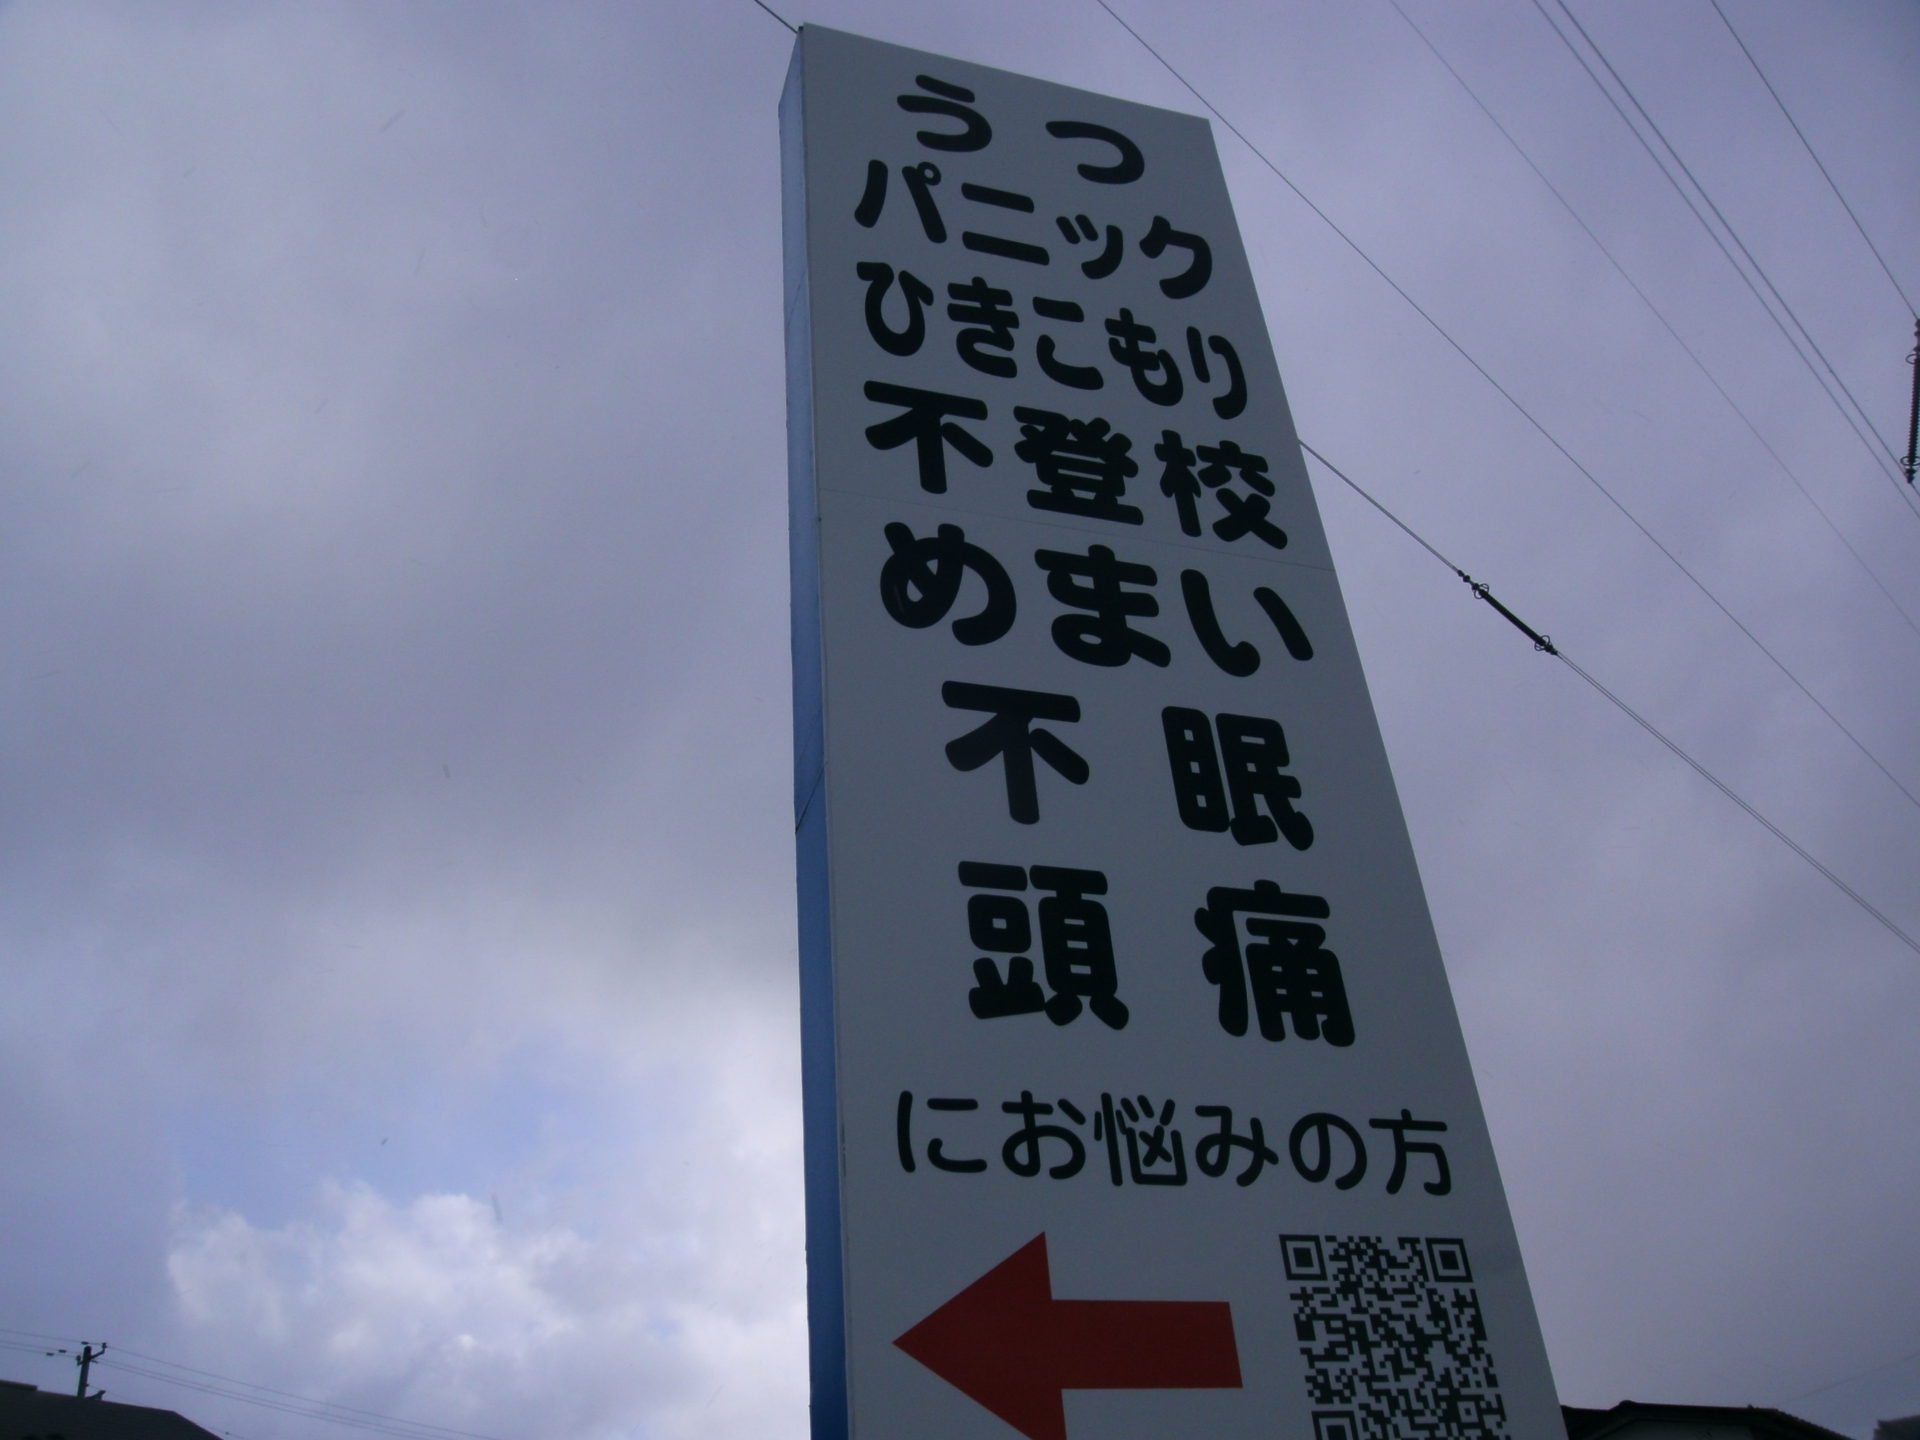 うつ
パニック
ひきこもり
不登校
めまい
不眠
頭痛
にお悩みの方